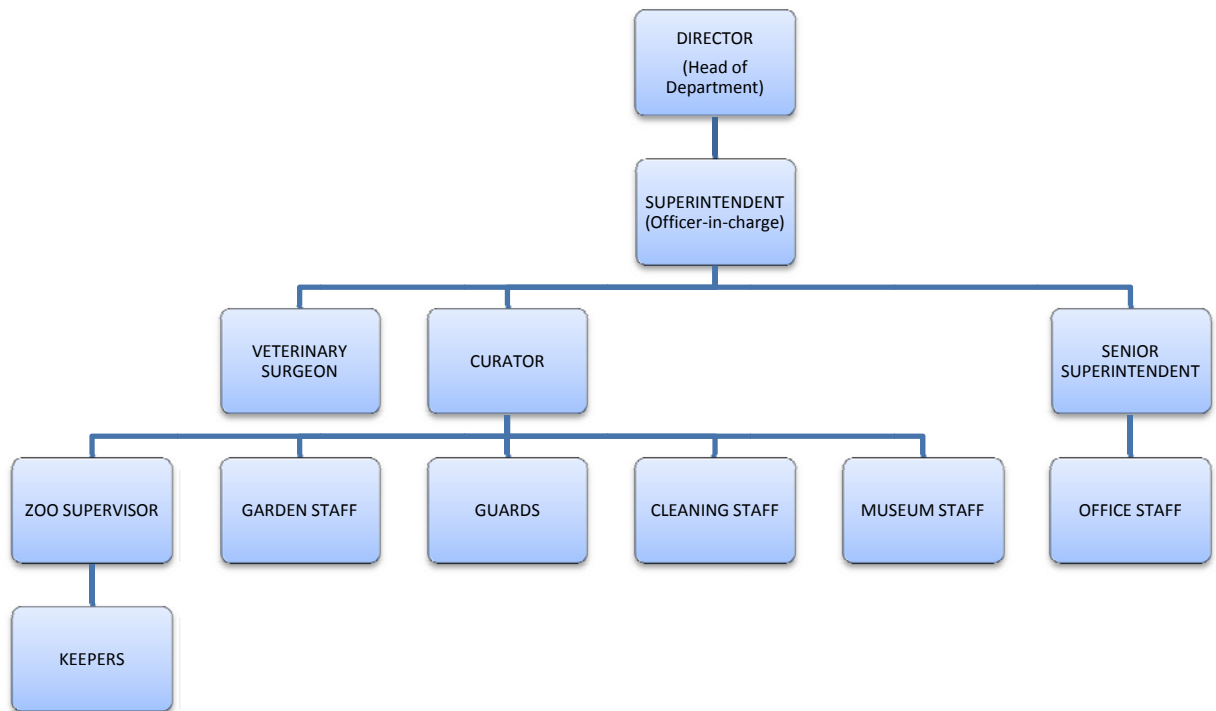 DIRECTOR
(Head of
Department)
SUPERINTENDENT
(Officer-in-charge)
VETERINARY
SURGEON
CURATOR
SENIOR
SUPERINTENDENT
ZOO SUPERVISOR
GARDEN STAFF
GUARDS
CLEANING STAFF
MUSEUM STAFF
OFFICE STAFF
KEEPERS